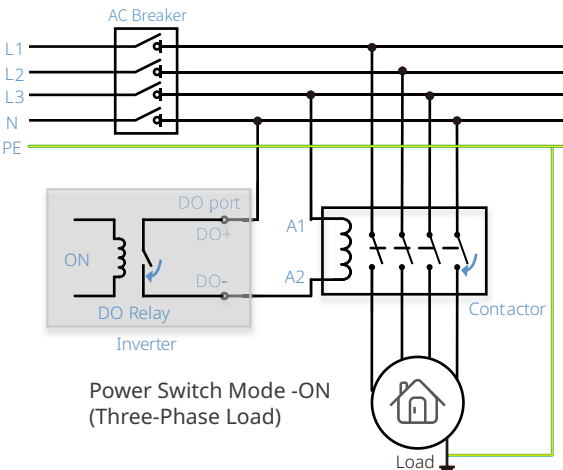 AC Breaker
L1
L2
L3
N
PE
DO port
DO+
A1
ON
DO-
A2
DO Relay
Contactor
Inverter
Power Switch Mode -ON
(Three-Phase Load)
Load